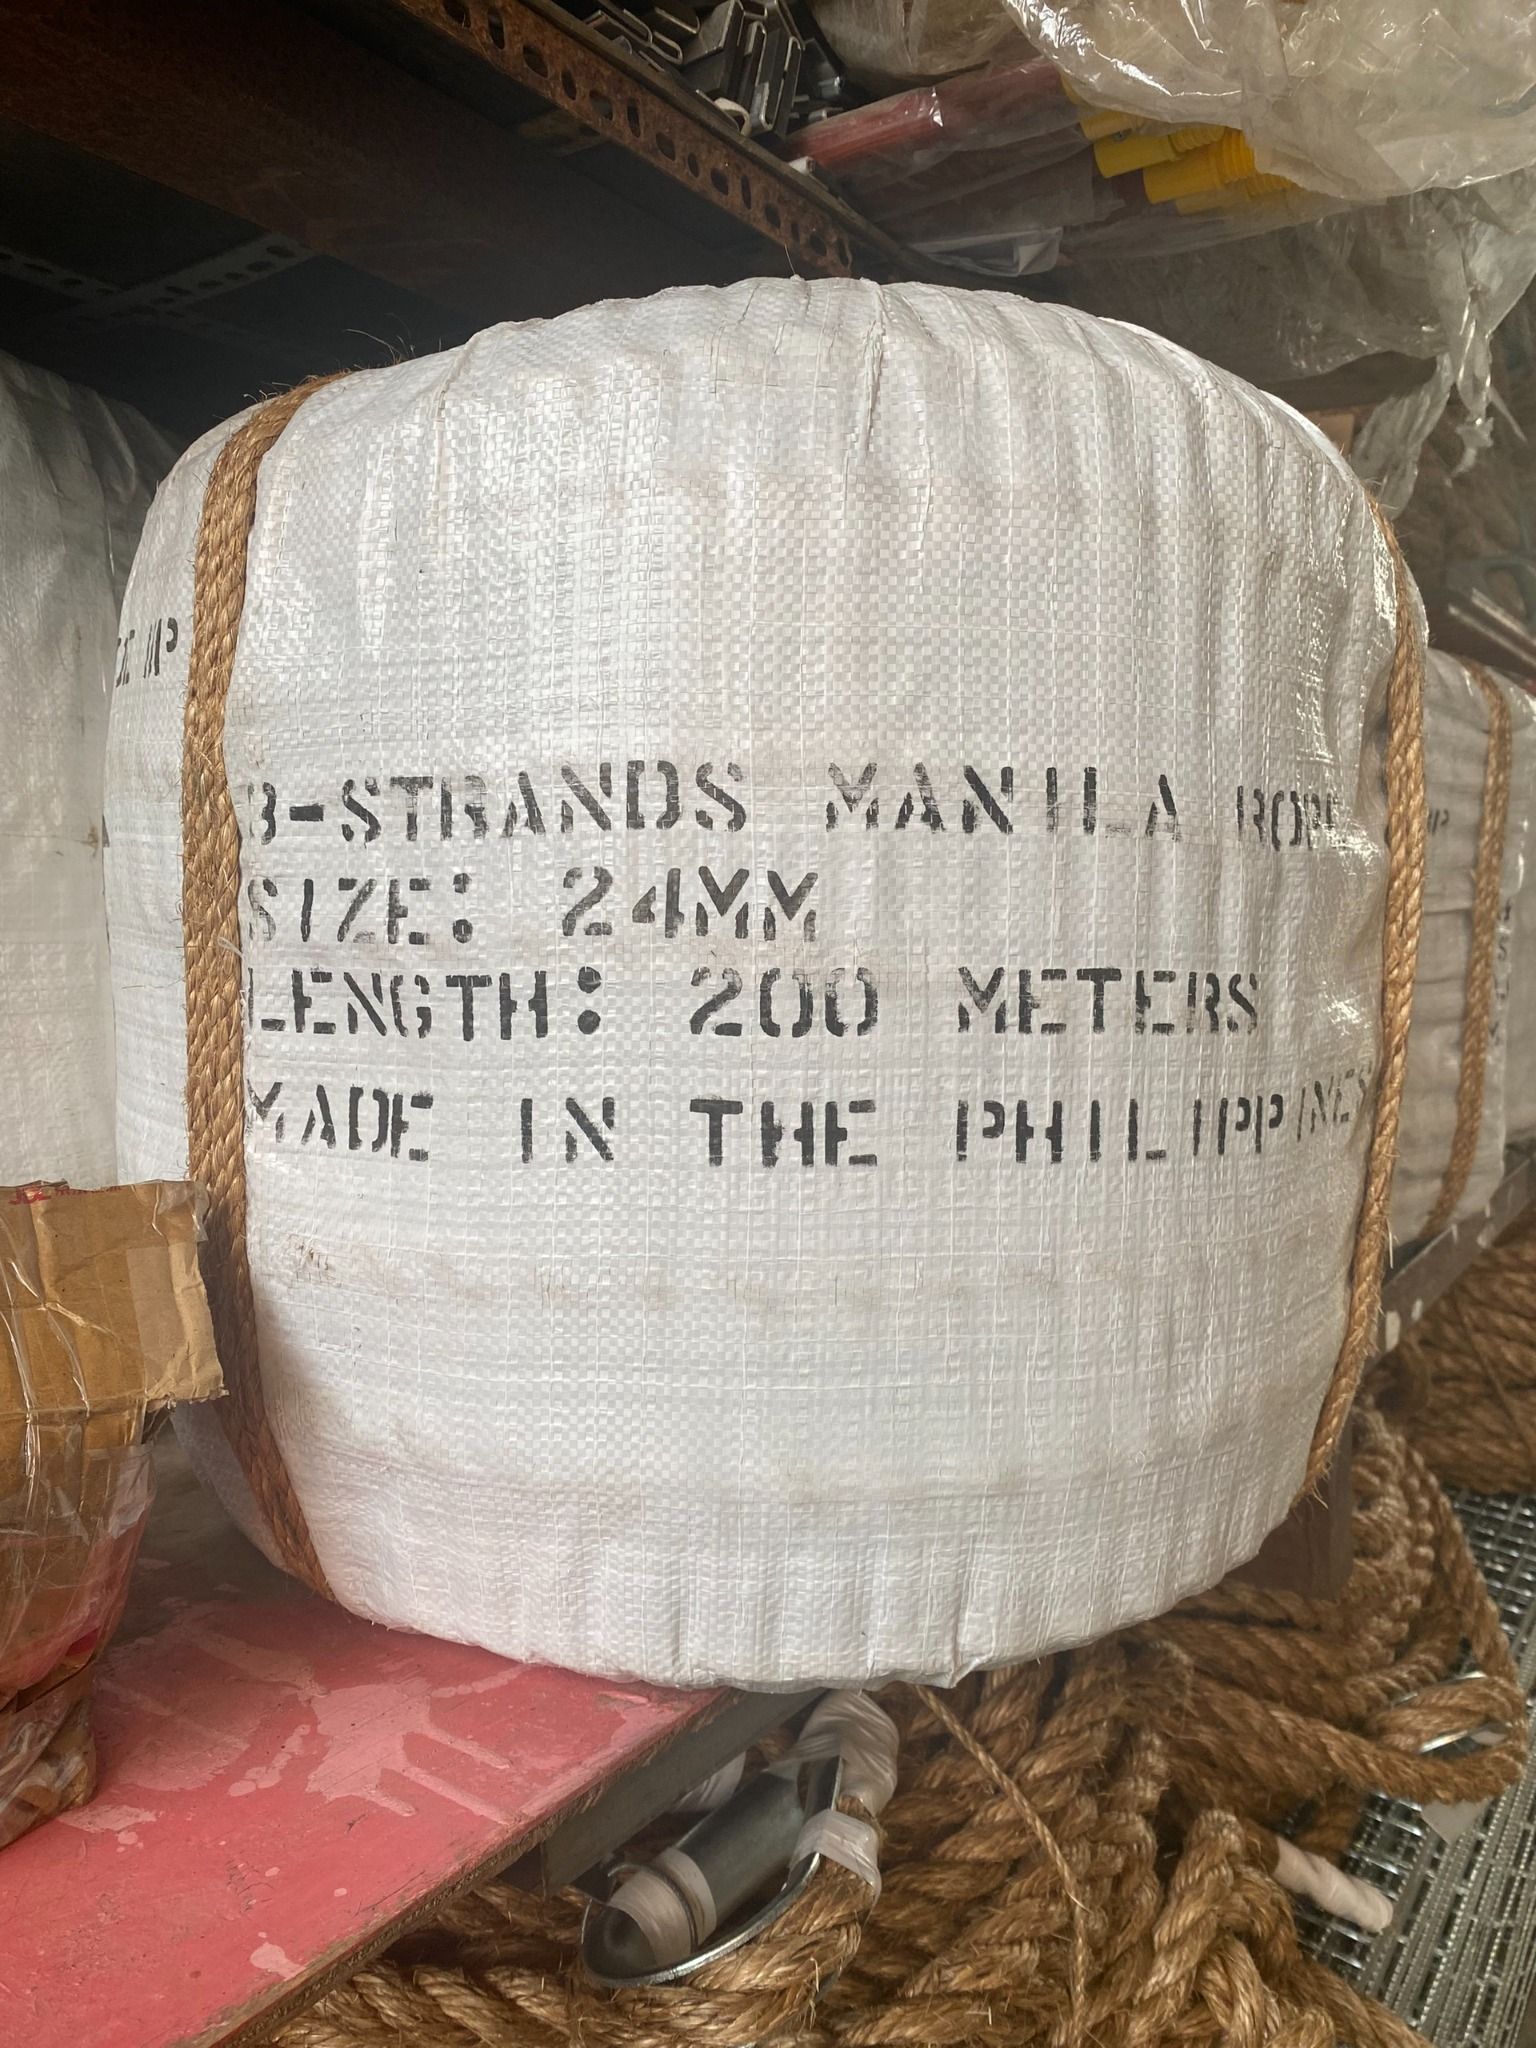 3-STRANDS MANILA ROPE
SIZE: 24MM
LENGTH: 200 METERS
MADE IN THE PHILIPPINES